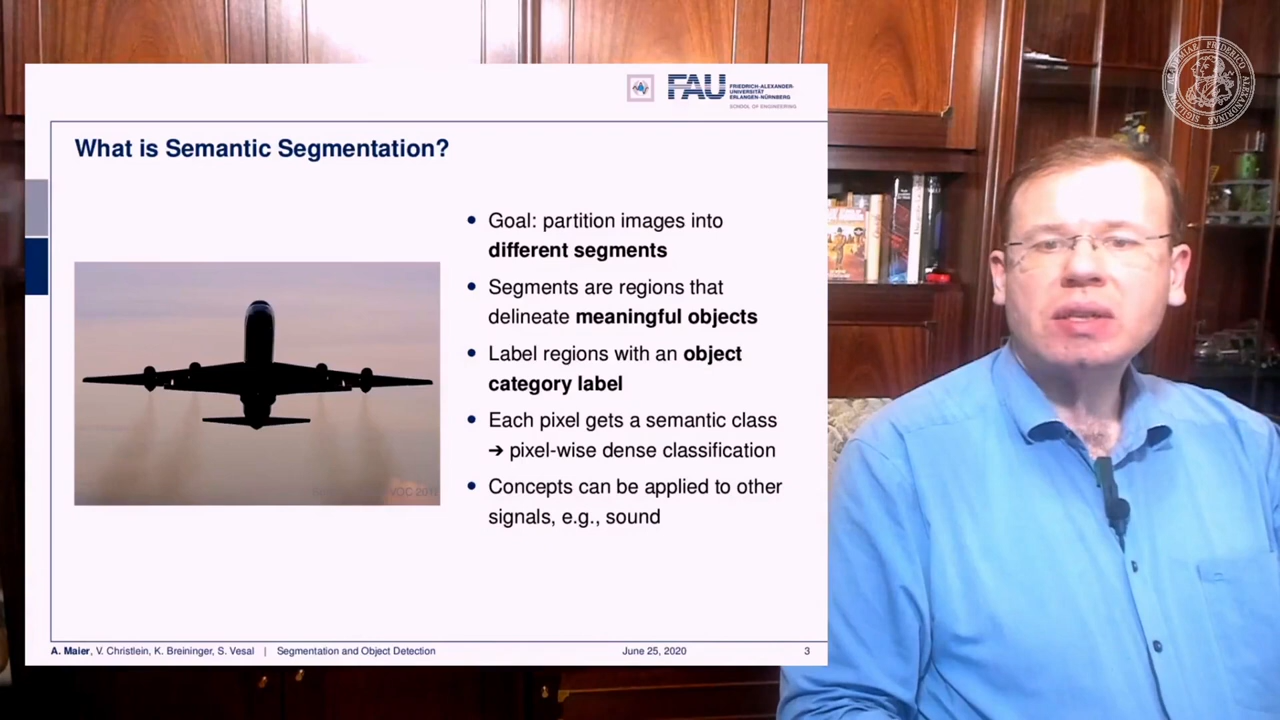 FAU
FRIEDRICH-ALEXANDER-
UNIVERSITÄT
ERLANGEN-NÜRNBERG
SCHOOL OF ENGINEERING
What is Semantic Segmentation?
• Goal: partition images into
different segments
• Segments are regions that
delineate meaningful objects
• Label regions with an object
category label
• Each pixel gets a semantic class
➔ pixel-wise dense classification
• Concepts can be applied to other
signals, e.g., sound
A. Maier, V. Christlein, K. Breininger, S. Vesal | Segmentation and Object Detection
June 25, 2020
3